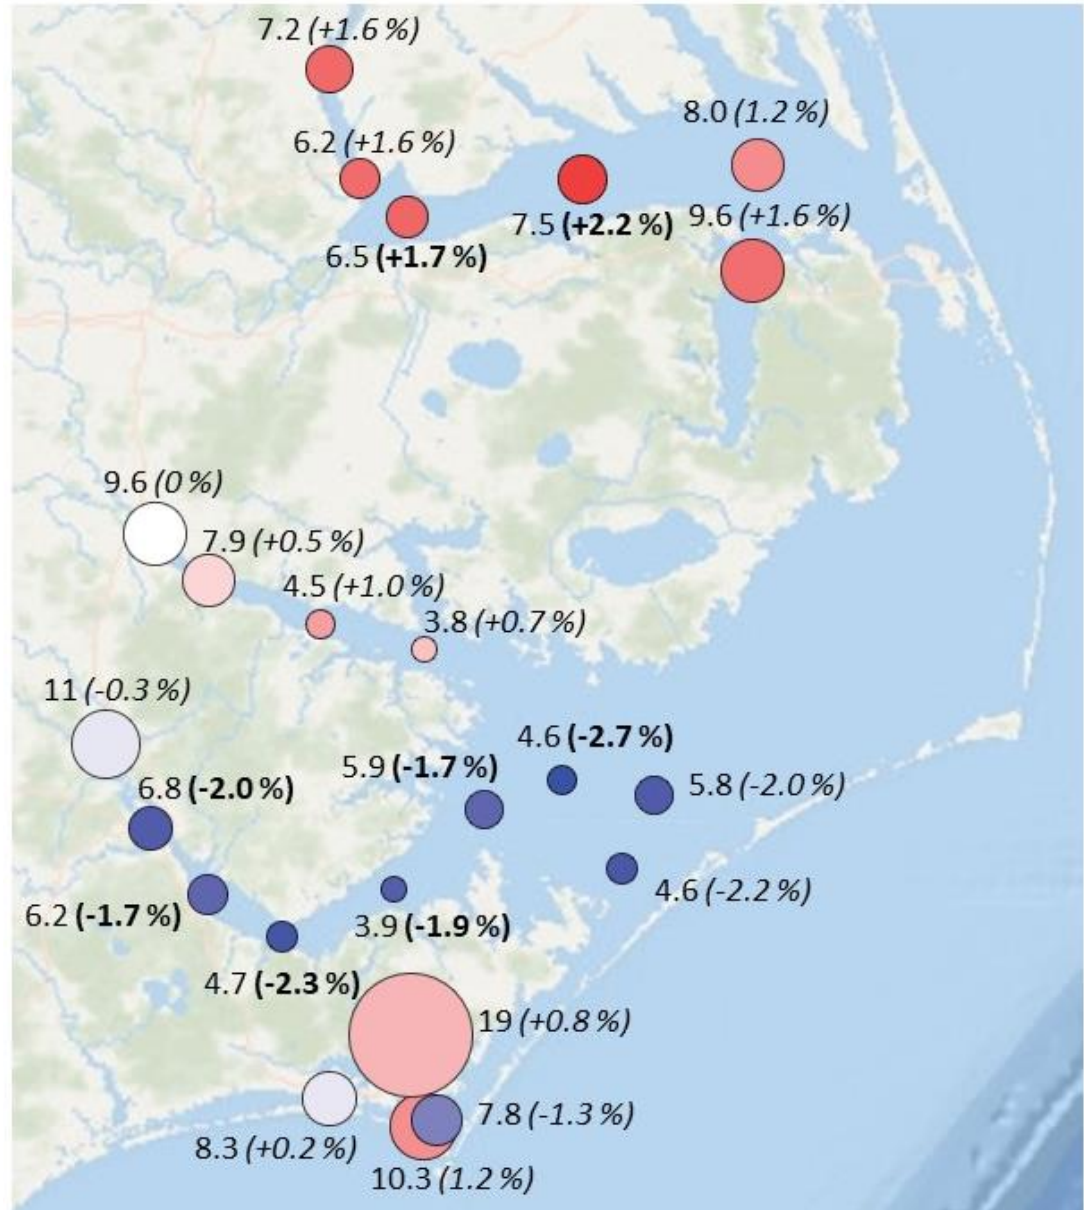 7.2 (+1.6 %)
8.0 (1.2 %)
6.2 (+1.6 %)
7.5 (+2.2 %)
9.6 (+1.6 %)
6.5 (+1.7 %)
9.6 (0 %)
7.9 (+0.5 %)
4.5 (+1.0 %)
3.8 (+0.7 %)
11 (-0.3 %)
4.6 (-2.7 %)
5.9 (-1.7 %)
6.8 (-2.0 %)
5.8 (-2.0 %)
4.6 (-2.2 %)
6.2 (-1.7 %)
3.9 (-1.9 %)
4.7 (-2.3 %)
19 (+0.8 %)
7.8 (-1.3 %)
8.3 (+0.2 %)
10.3 (1.2 %)